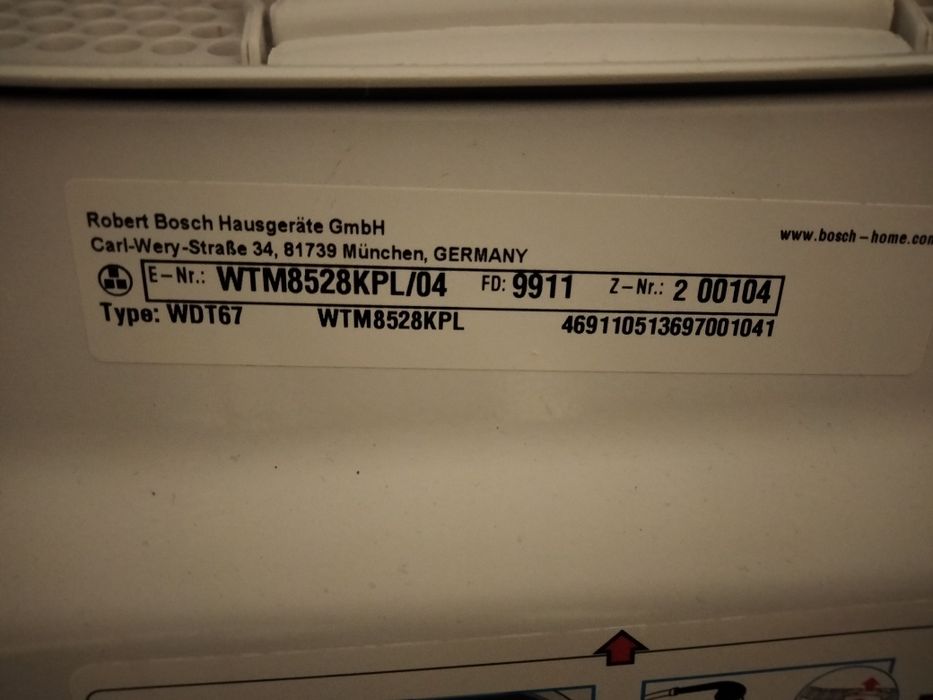 Robert Bosch Hausgeräte GmbH
Carl-Wery-Straße 34, 81739 München, GERMANY
www.bosch-home.com
E-Nr.: WTM8528KPL/04 FD: 9911 Z-Nr.: 2 00104
Type: WDT67 WTM8528KPL 469110513697001041